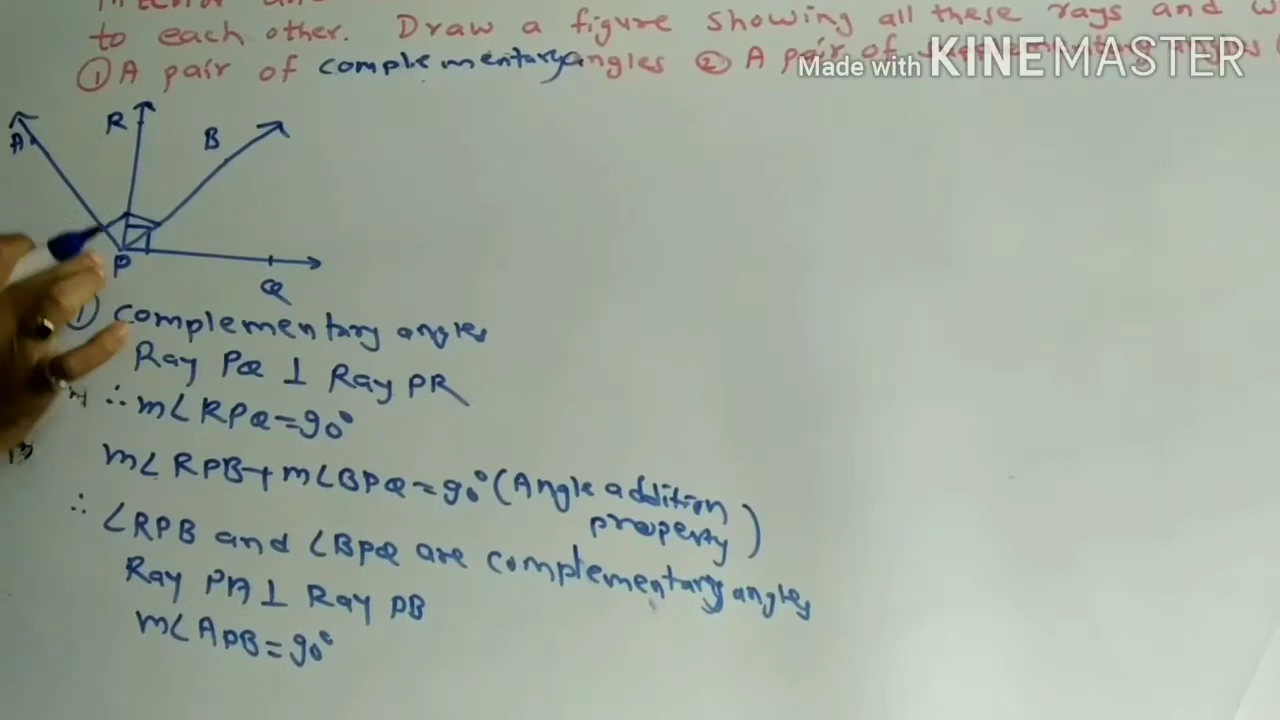 to each other. Draw a figure showing all these rays and
① A pair of complementary angles ② A pair of
Made with KINEMASTER
A
R
B
P
Q
① complementary angles
Ray PQ ⊥ Ray PR
∴ m∠RPQ=90°
m∠RPB+m∠BPQ=90° (Angle addition
property)
∴ ∠RPB and ∠BPQ are complementary angles
Ray PA ⊥ Ray PB
m∠APB=90°